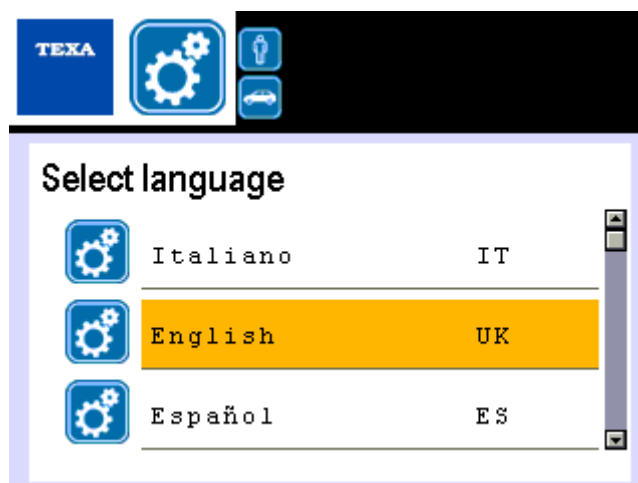 TEXA
Select language
Italiano IT
English UK
Español ES